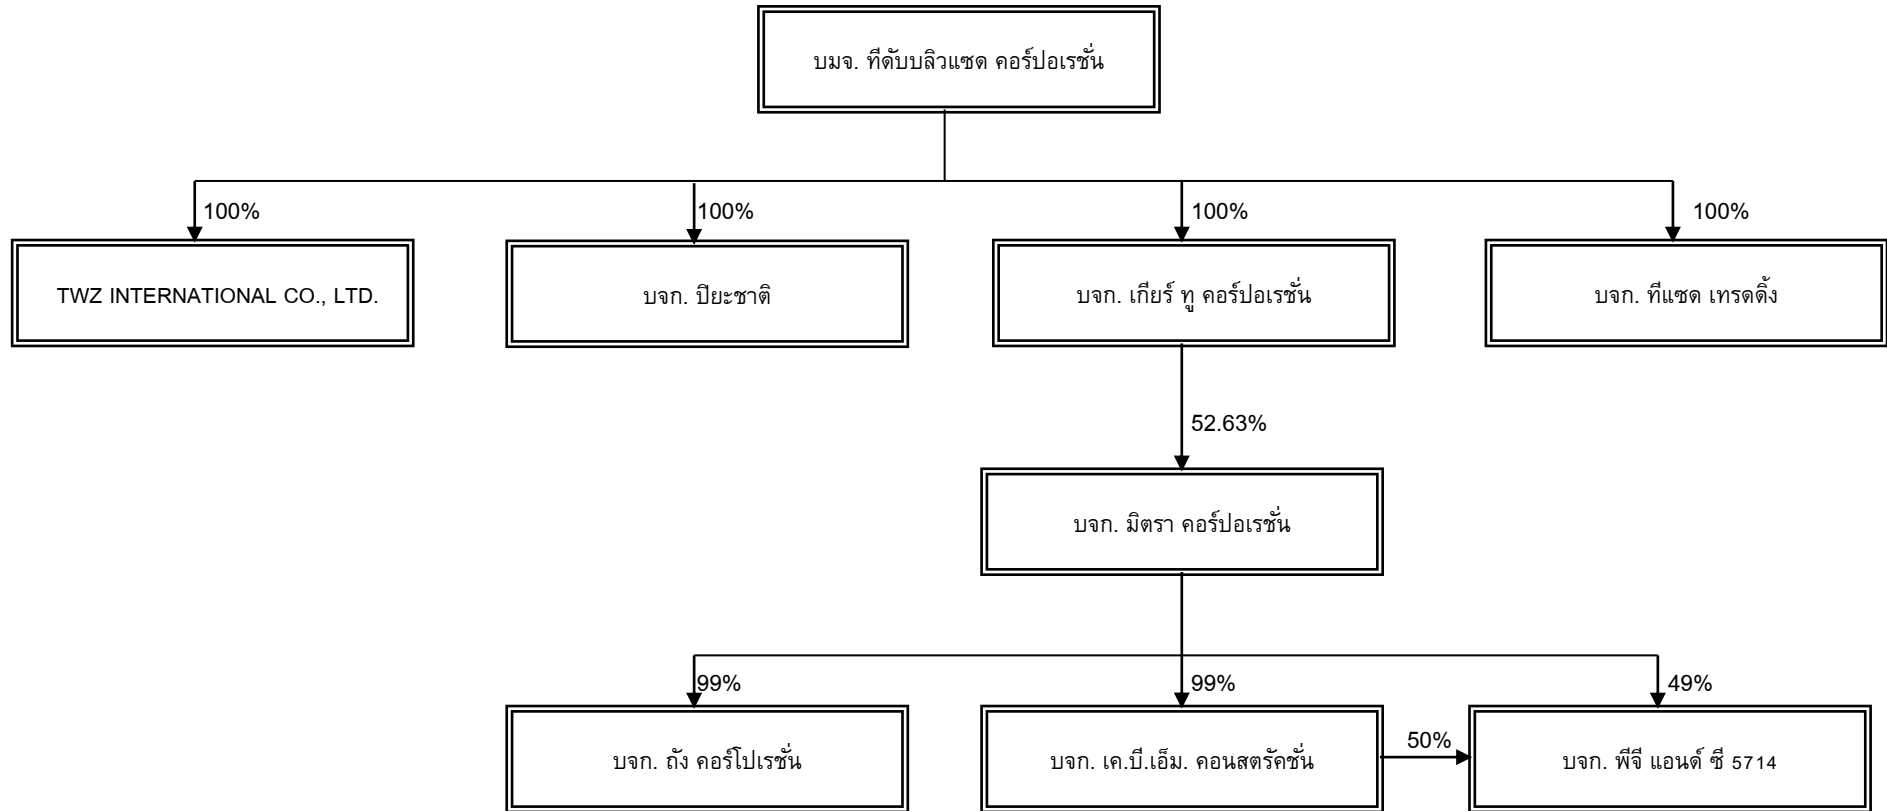 บมจ. ทีดับบลิวแซด คอร์ปอเรชั่น
100%
100%
100%
100%
TWZ INTERNATIONAL CO., LTD.
บจก. ปิยะชาติ
บจก. เกียร์ ทู คอร์ปอเรชั่น
บจก. ทีแซด เทรดดิ้ง
52.63%
บจก. มิตรา คอร์ปอเรชั่น
99%
99%
49%
บจก. ถัง คอร์โปเรชั่น
บจก. เค.บี.เอ็ม. คอนสตรัคชั่น
50%
บจก. พีจี แอนด์ ซี 5714